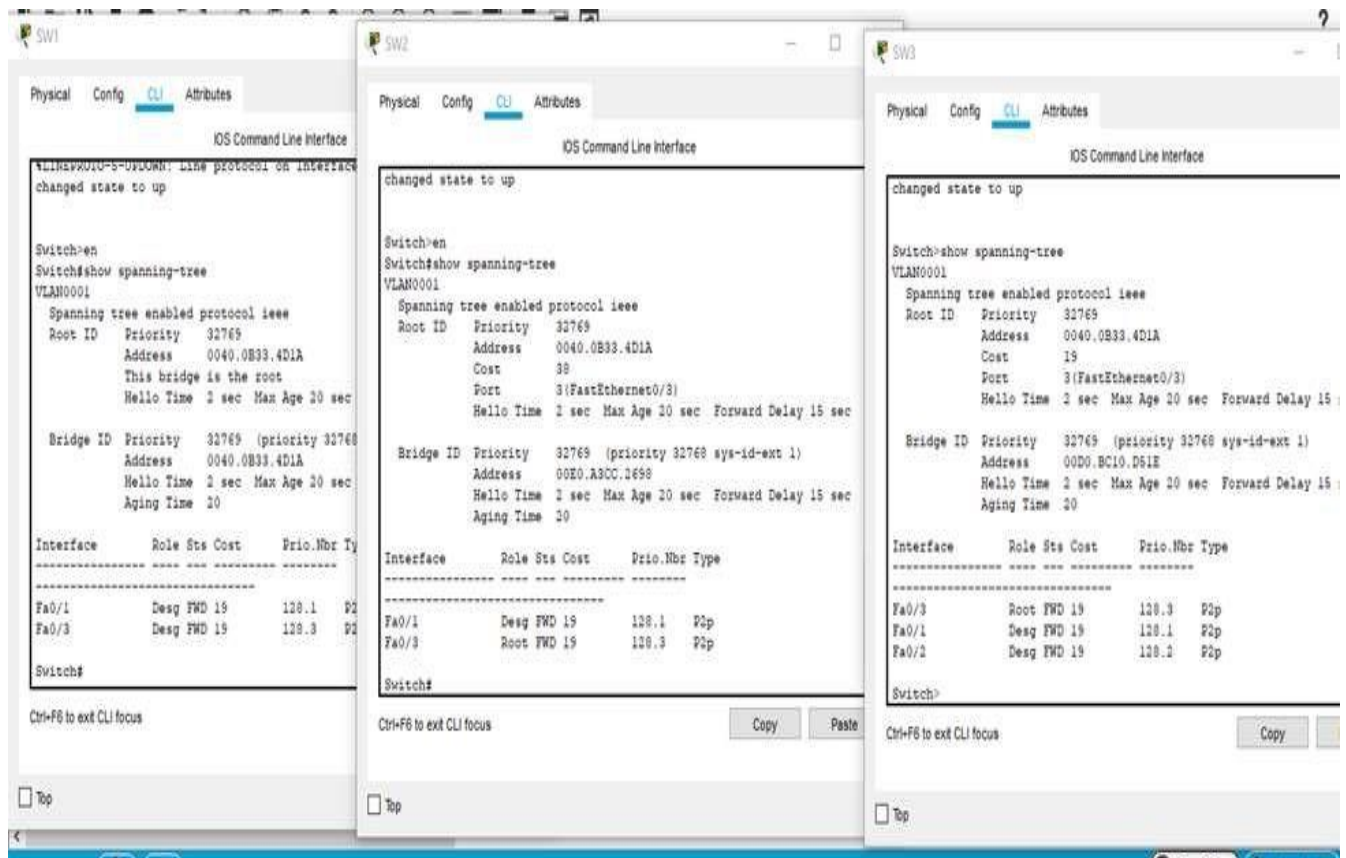 ?
SW1
Physical Config CLI Attributes
IOS Command Line Interface
%LINEPROTO-5-UPDOWN: Line protocol on Interface
changed state to up
Switch>en
Switch#show spanning-tree
VLAN0001
Spanning tree enabled protocol ieee
Root ID Priority 32769
Address 0040.0B33.4D1A
This bridge is the root
Hello Time 2 sec Max Age 20 sec
Bridge ID Priority 32769 (priority 32768
Address 0040.0B33.4D1A
Hello Time 2 sec Max Age 20 sec
Aging Time 20
Interface Role Sts Cost Prio.Nbr Ty
---------------- ---- --- --------- --------
--------------------------------
Fa0/1 Desg FWD 19 128.1 P2
Fa0/3 Desg FWD 19 128.3 P2
Switch#
Ctrl+F6 to exit CLI focus
Top
SW2
Physical Config CLI Attributes
IOS Command Line Interface
changed state to up
Switch>en
Switch#show spanning-tree
VLAN0001
Spanning tree enabled protocol ieee
Root ID Priority 32769
Address 0040.0B33.4D1A
Cost 38
Port 3(FastEthernet0/3)
Hello Time 2 sec Max Age 20 sec Forward Delay 15 sec
Bridge ID Priority 32769 (priority 32768 sys-id-ext 1)
Address 00E0.A3CC.2698
Hello Time 2 sec Max Age 20 sec Forward Delay 15 sec
Aging Time 20
Interface Role Sts Cost Prio.Nbr Type
---------------- ---- --- --------- --------
--------------------------------
Fa0/1 Desg FWD 19 128.1 P2p
Fa0/3 Root FWD 19 128.3 P2p
Switch#
Ctrl+F6 to exit CLI focus
Copy Paste
Top
SW3
Physical Config CLI Attributes
IOS Command Line Interface
changed state to up
Switch>show spanning-tree
VLAN0001
Spanning tree enabled protocol ieee
Root ID Priority 32769
Address 0040.0B33.4D1A
Cost 19
Port 3(FastEthernet0/3)
Hello Time 2 sec Max Age 20 sec Forward Delay 15
Bridge ID Priority 32769 (priority 32768 sys-id-ext 1)
Address 00D0.BC10.D51E
Hello Time 2 sec Max Age 20 sec Forward Delay 15
Aging Time 20
Interface Role Sts Cost Prio.Nbr Type
---------------- ---- --- --------- --------
--------------------------------
Fa0/3 Root FWD 19 128.3 P2p
Fa0/1 Desg FWD 19 128.1 P2p
Fa0/2 Desg FWD 19 128.2 P2p
Switch>
Ctrl+F6 to exit CLI focus
Copy
Top